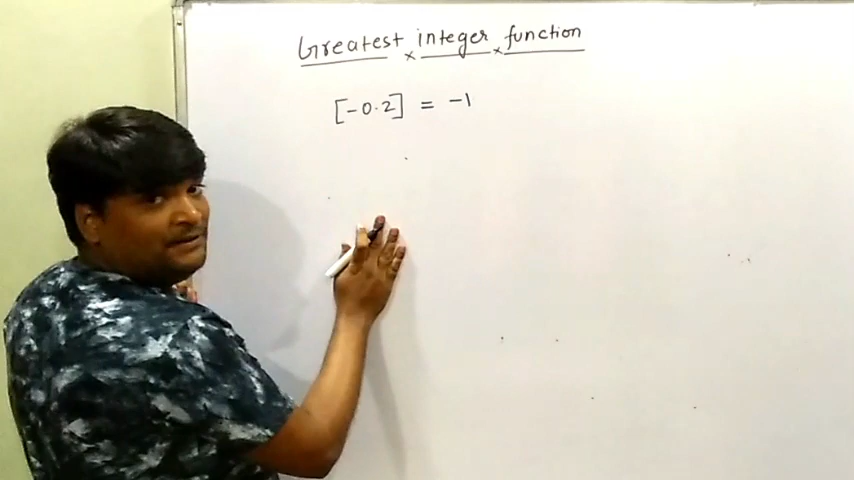 Greatest integer function
[-0.2] = -1